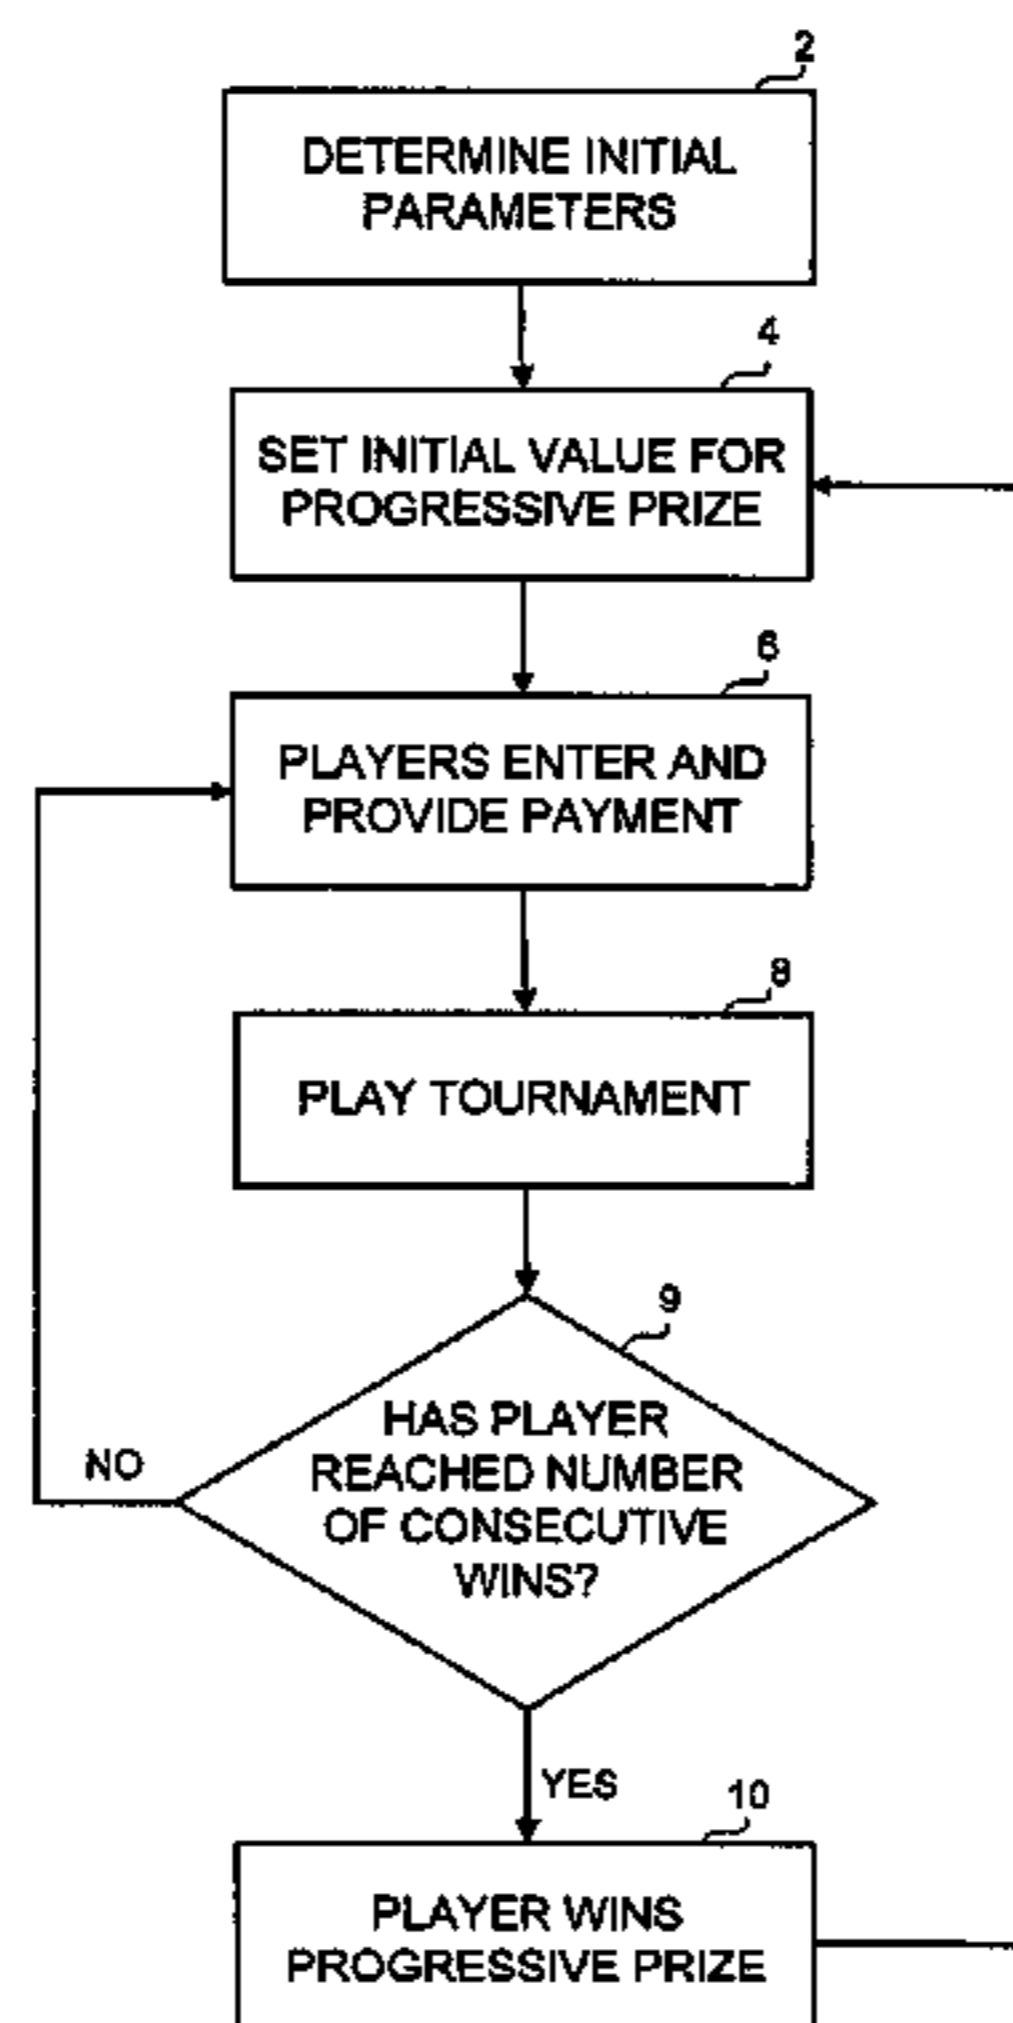 2
DETERMINE INITIAL
PARAMETERS
4
SET INITIAL VALUE FOR
PROGRESSIVE PRIZE
6
PLAYERS ENTER AND
PROVIDE PAYMENT
8
PLAY TOURNAMENT
9
HAS PLAYER
REACHED NUMBER
OF CONSECUTIVE
WINS?
NO
YES
10
PLAYER WINS
PROGRESSIVE PRIZE